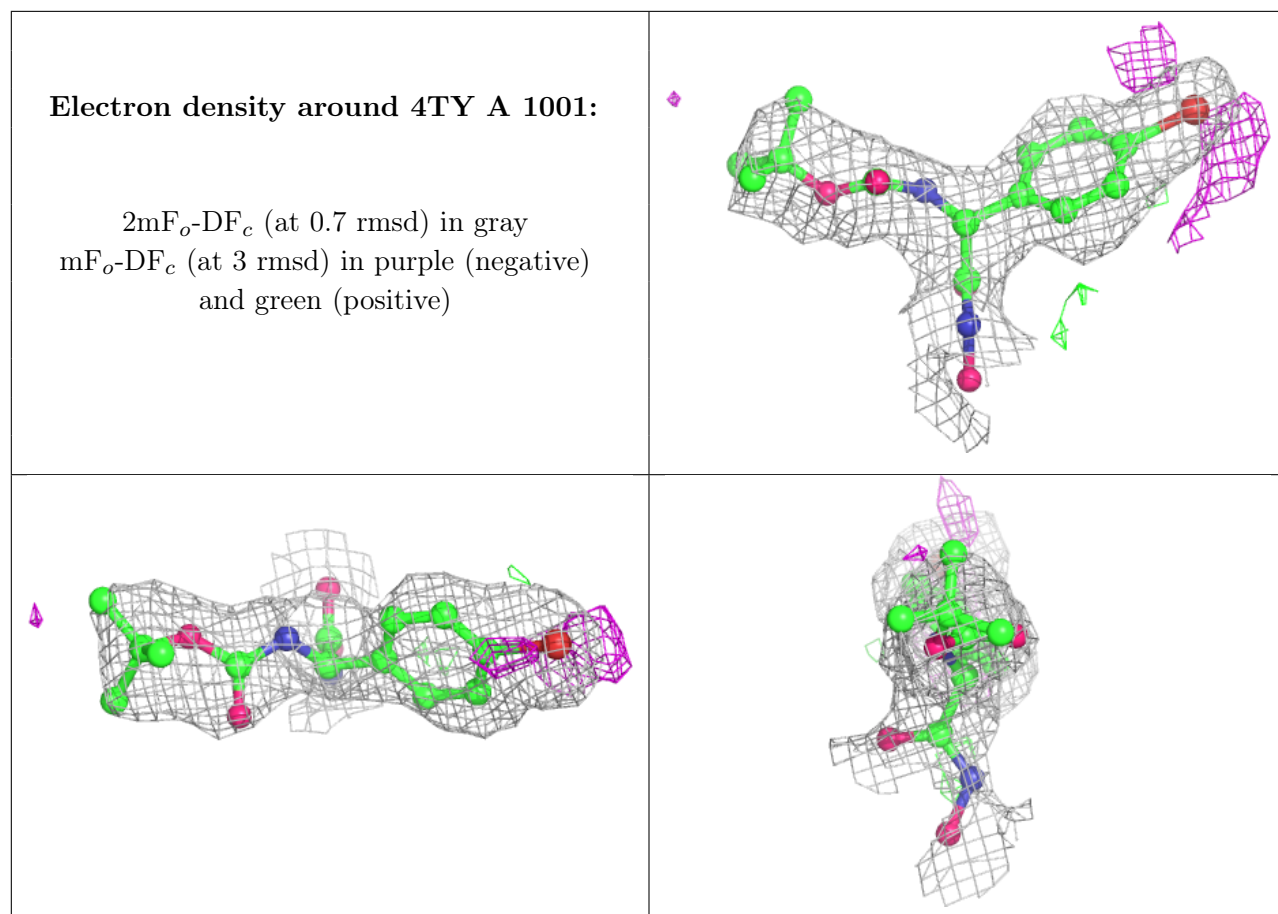 Electron density around 4TY A 1001:
2mFo-DFc (at 0.7 rmsd) in gray
mFo-DFc (at 3 rmsd) in purple (negative)
and green (positive)